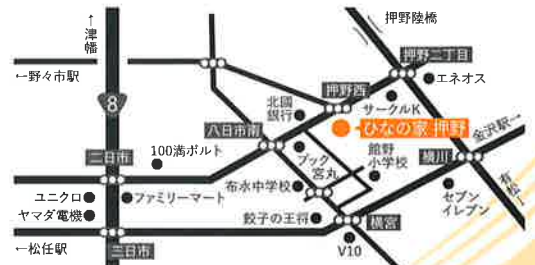 押野陸橋
←津幡
押野二丁目
←野々市駅
エネオス
8
押野西
サークルK
北國
銀行
ひなの家 押野
金沢駅→
八日市南
100満ボルト
ブック
宮丸
館野
小学校
横川
二日市
布水中学校
有松→
ユニクロ
ファミリーマート
セブン
イレブン
ヤマダ電機
餃子の王将
横宮
←松任駅
三日市
V10